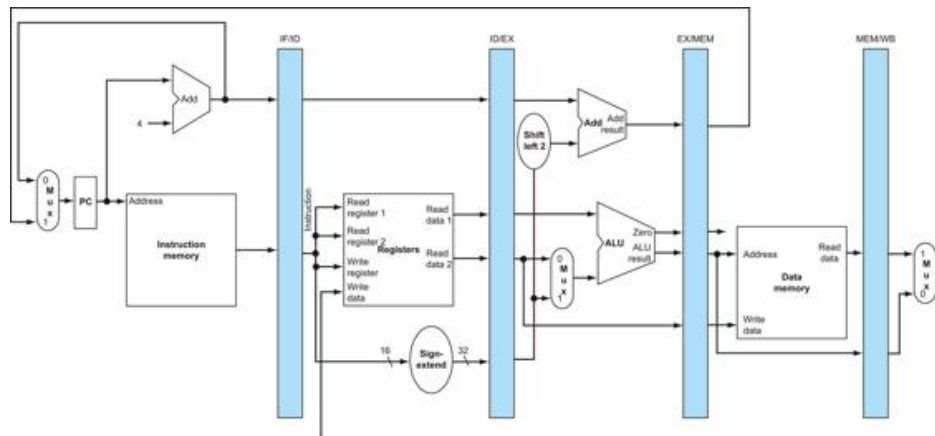 IF/ID
ID/EX
EX/MEM
MEM/WB
Add
4
Add
Add
result
Shift
left 2
0
M
u
x
1
PC
Address
Instruction
memory
Instruction
Read
register 1
Read
register 2
Registers
Write
register
Write
data
Read
data 1
Read
data 2
0
M
u
x
1
ALU
Zero
ALU
result
Address
Read
data
Data
memory
Write
data
1
M
u
x
0
16
Sign-
extend
32